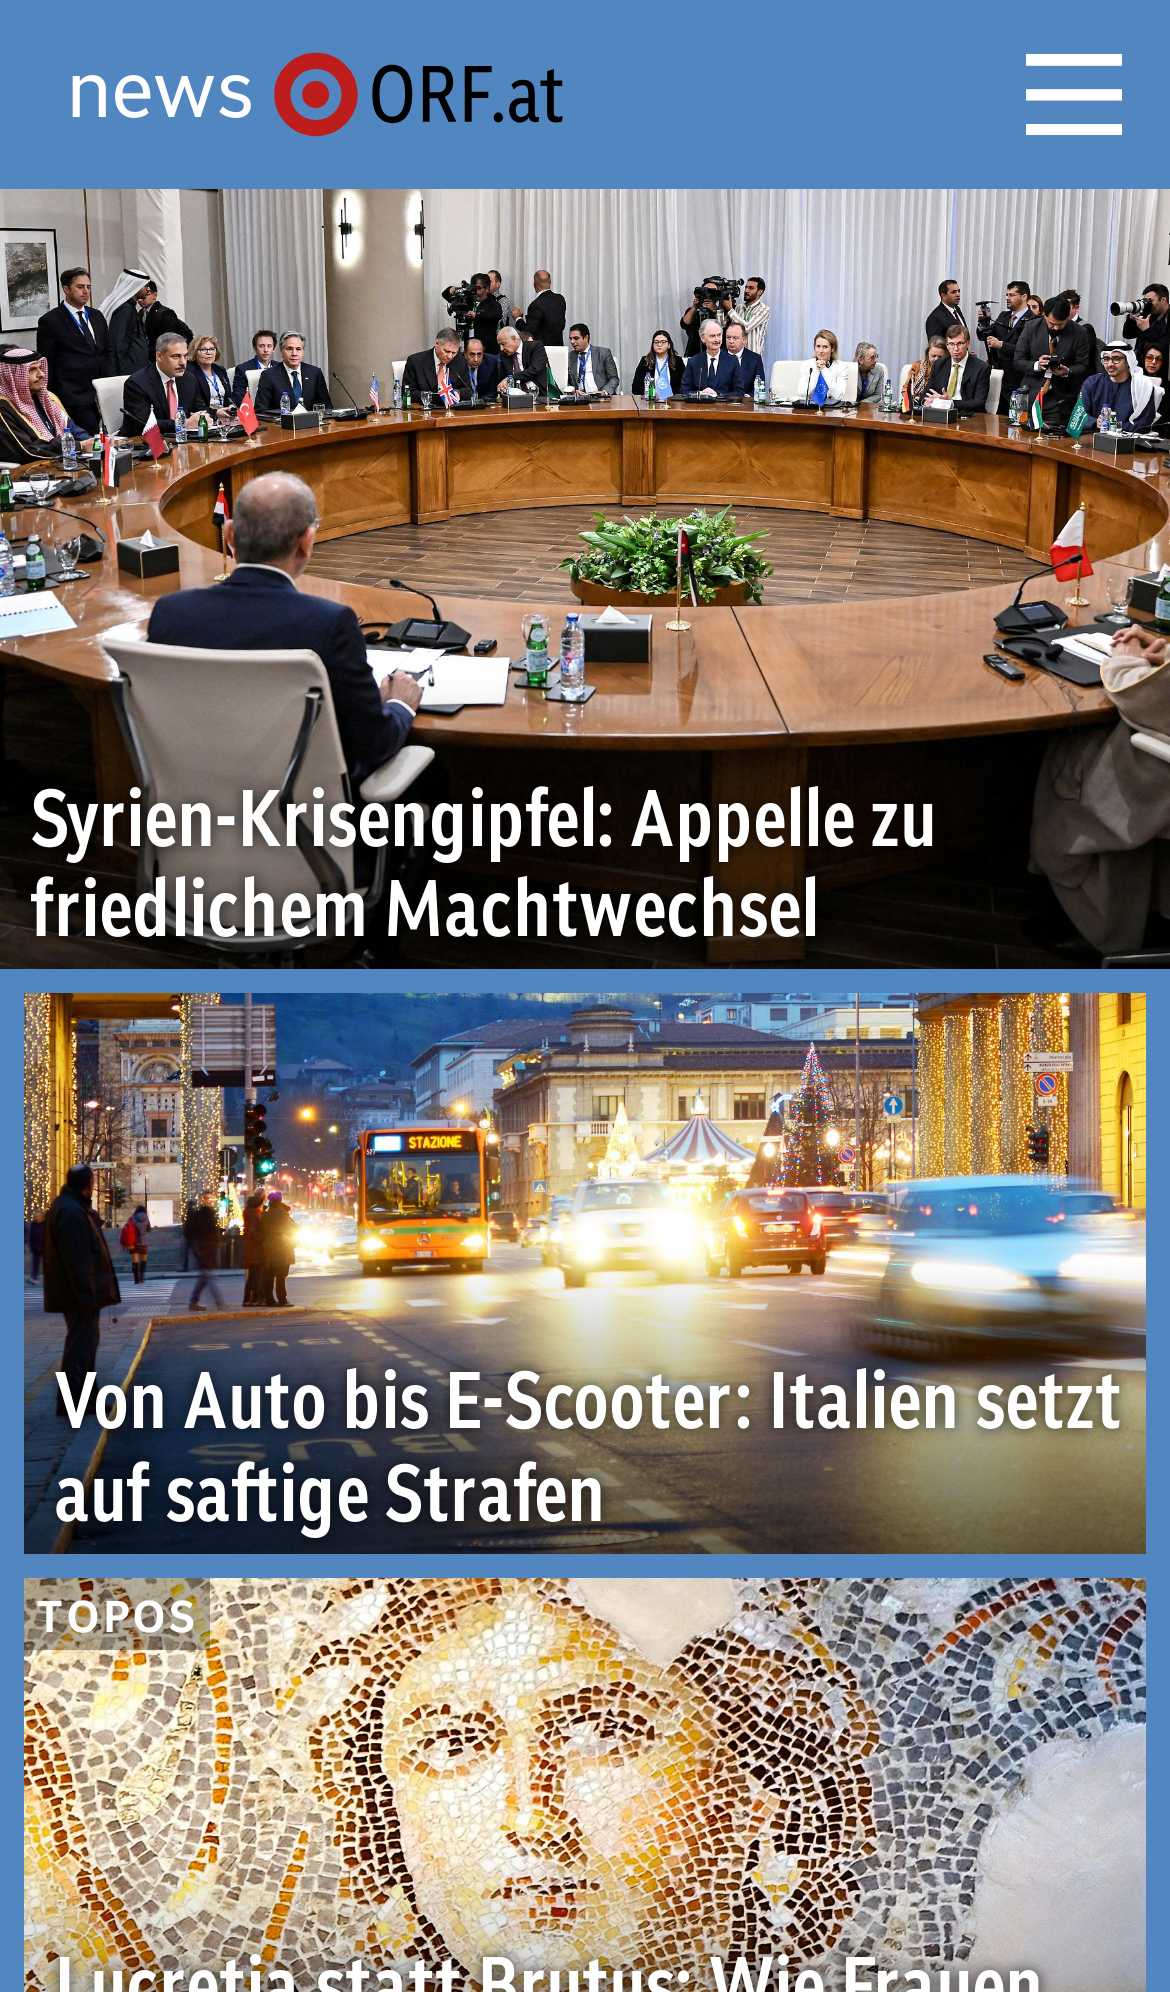 news ORF.at
Syrien-Krisengipfel: Appelle zu
friedlichem Machtwechsel
STAZIONE
Von Auto bis E-Scooter: Italien setzt
auf saftige Strafen
BUS
TOPOS
Lucretia statt Brutus: Wie Frauen